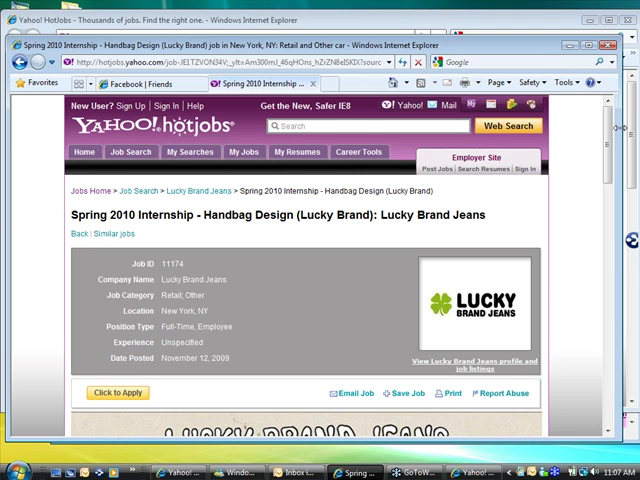 Yahoo! HotJobs - Thousands of jobs. Find the right one. - Windows Internet Explorer
Spring 2010 Internship - Handbag Design (Lucky Brand) job in New York, NY: Retail and Other car - Windows Internet Explorer
Google
Favorites
Facebook | Friends
Spring 2010 Internship ...
Page Safety Tools
New User? Sign Up | Sign In | Help
Get the New, Safer IE8
Yahoo! Mail
YAHOO! hotjobs
Search
Web Search
Home Job Search My Searches My Jobs My Resumes Career Tools
Employer Site
Post Jobs Search Resumes Sign In
Jobs Home > Job Search > Lucky Brand Jeans > Spring 2010 Internship - Handbag Design (Lucky Brand)
Spring 2010 Internship - Handbag Design (Lucky Brand): Lucky Brand Jeans
Back | Similar jobs
Job ID 11174
Company Name Lucky Brand Jeans
Job Category Retail; Other
Location New York, NY
Position Type Full-Time, Employee
Experience Unspecified
Date Posted November 12, 2009
LUCKY
BRAND JEANS
View Lucky Brand Jeans profile and
job listings
Click to Apply
Email Job Save Job Print Report Abuse
LUCKY BRAND JEANS
Yahoo! ... Windo... Inbox i... Spring ... GoToW... Yahoo! ...
11:07 AM